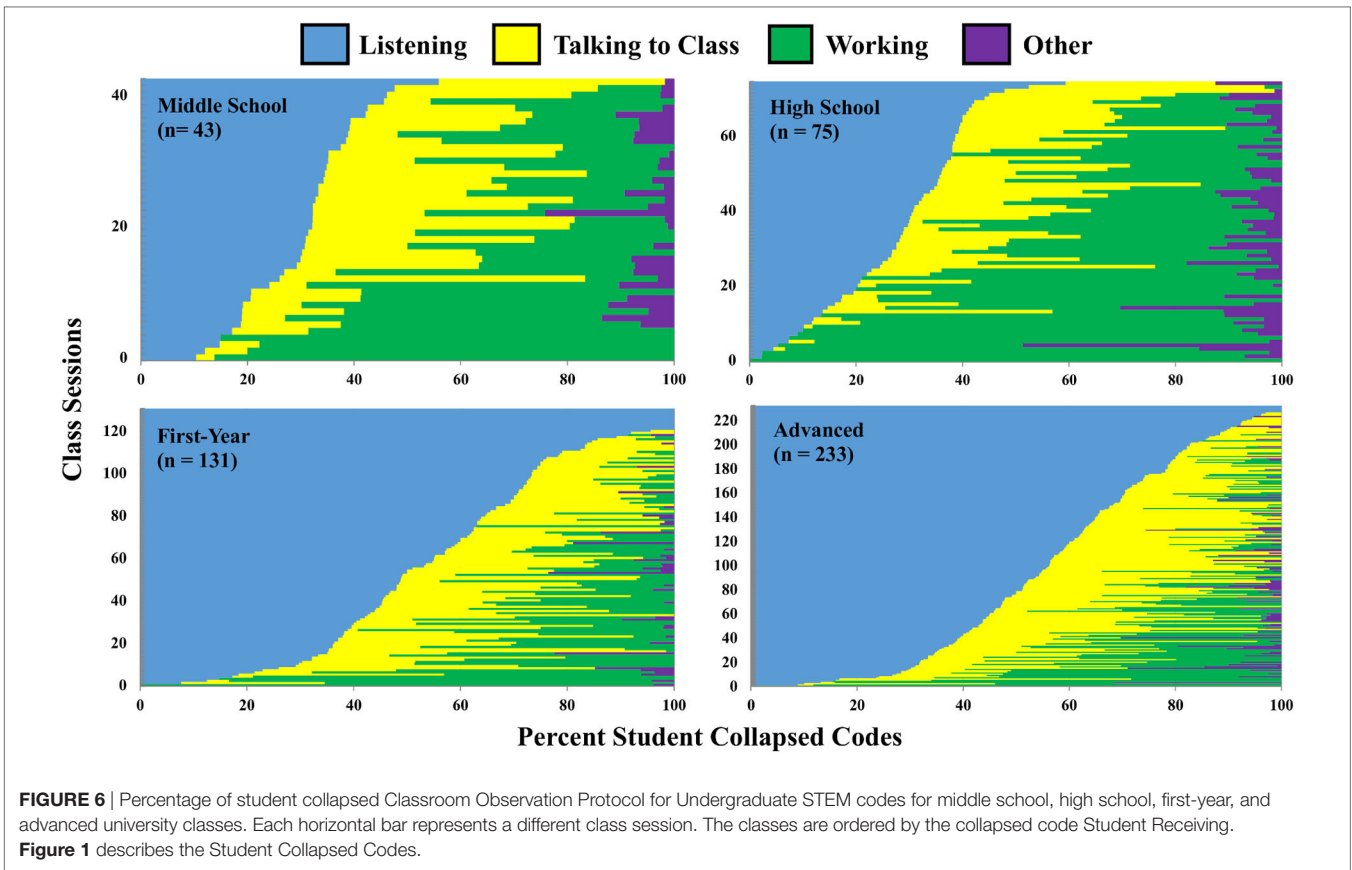 Listening Talking to Class Working Other
Middle School
(n= 43)
40
20
0
0 20 40 60 80 100
High School
(n = 75)
60
40
20
0
0 20 40 60 80 100
Class Sessions
First-Year
(n = 131)
120
100
80
60
40
20
0
0 20 40 60 80 100
Advanced
(n = 233)
220
200
180
160
140
120
100
80
60
40
20
0
0 20 40 60 80 100
Percent Student Collapsed Codes
FIGURE 6 | Percentage of student collapsed Classroom Observation Protocol for Undergraduate STEM codes for middle school, high school, first-year, and
advanced university classes. Each horizontal bar represents a different class session. The classes are ordered by the collapsed code Student Receiving.
Figure 1 describes the Student Collapsed Codes.